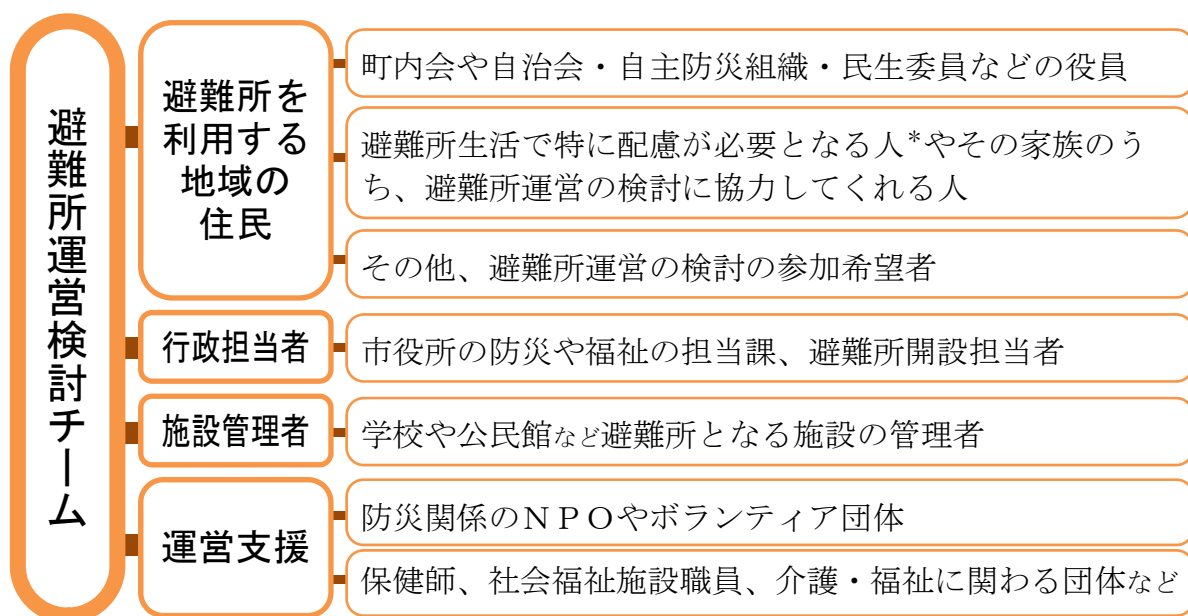 避難所運営検討チーム
避難所を
利用する
地域の
住民
町内会や自治会・自主防災組織・民生委員などの役員
避難所生活で特に配慮が必要となる人*やその家族のう
ち、避難所運営の検討に協力してくれる人
その他、避難所運営の検討の参加希望者
行政担当者
市役所の防災や福祉の担当課、避難所開設担当者
施設管理者
学校や公民館など避難所となる施設の管理者
運営支援
防災関係のNPOやボランティア団体
保健師、社会福祉施設職員、介護・福祉に関わる団体など